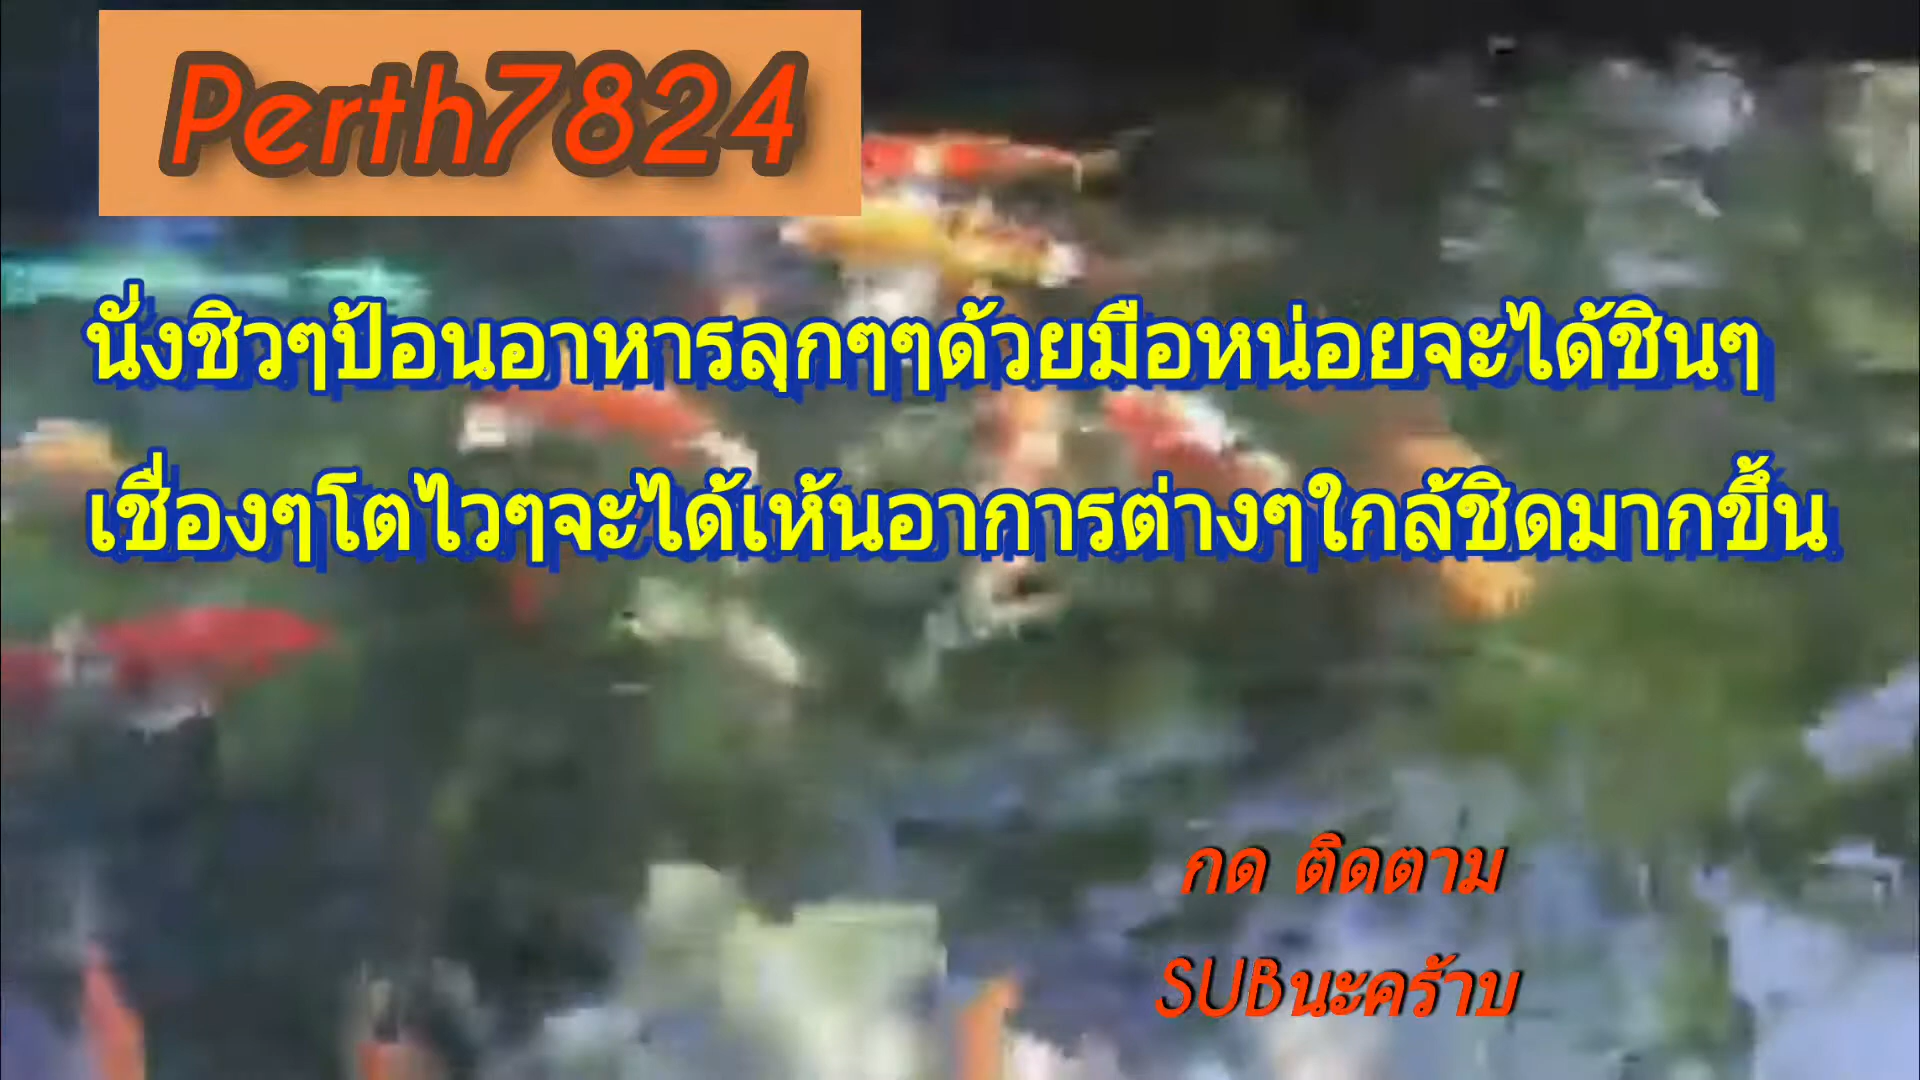 Perth7824
นั่งชิวๆป้อนอาหารลุกๆๆด้วยมือหน่อยจะได้ชินๆ
เชื่องๆโตไวๆจะได้เห้นอาการต่างๆใกล้ชิดมากขึ้น
กด ติดตาม
SUBนะคร้าบ